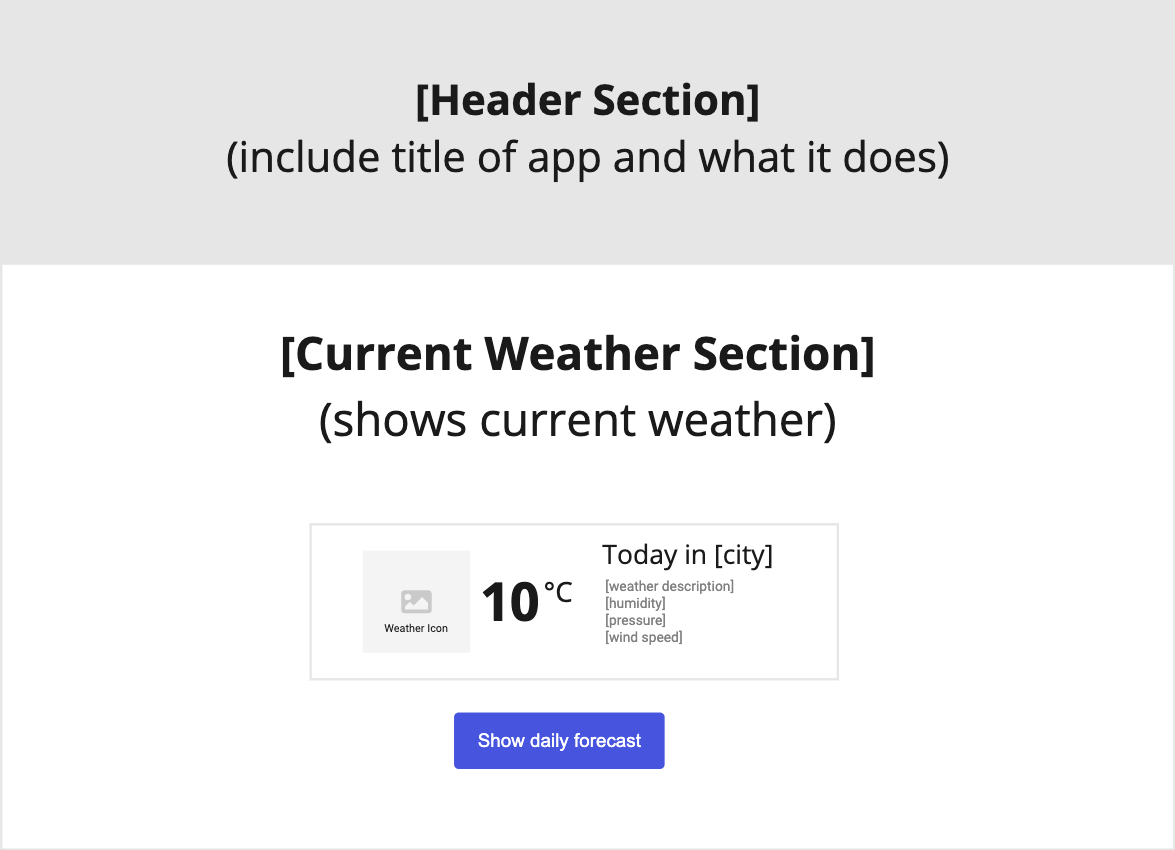 [Header Section]
(include title of app and what it does)
[Current Weather Section]
(shows current weather)
Weather Icon
10 °C
Today in [city]
[weather description]
[humidity]
[pressure]
[wind speed]
Show daily forecast